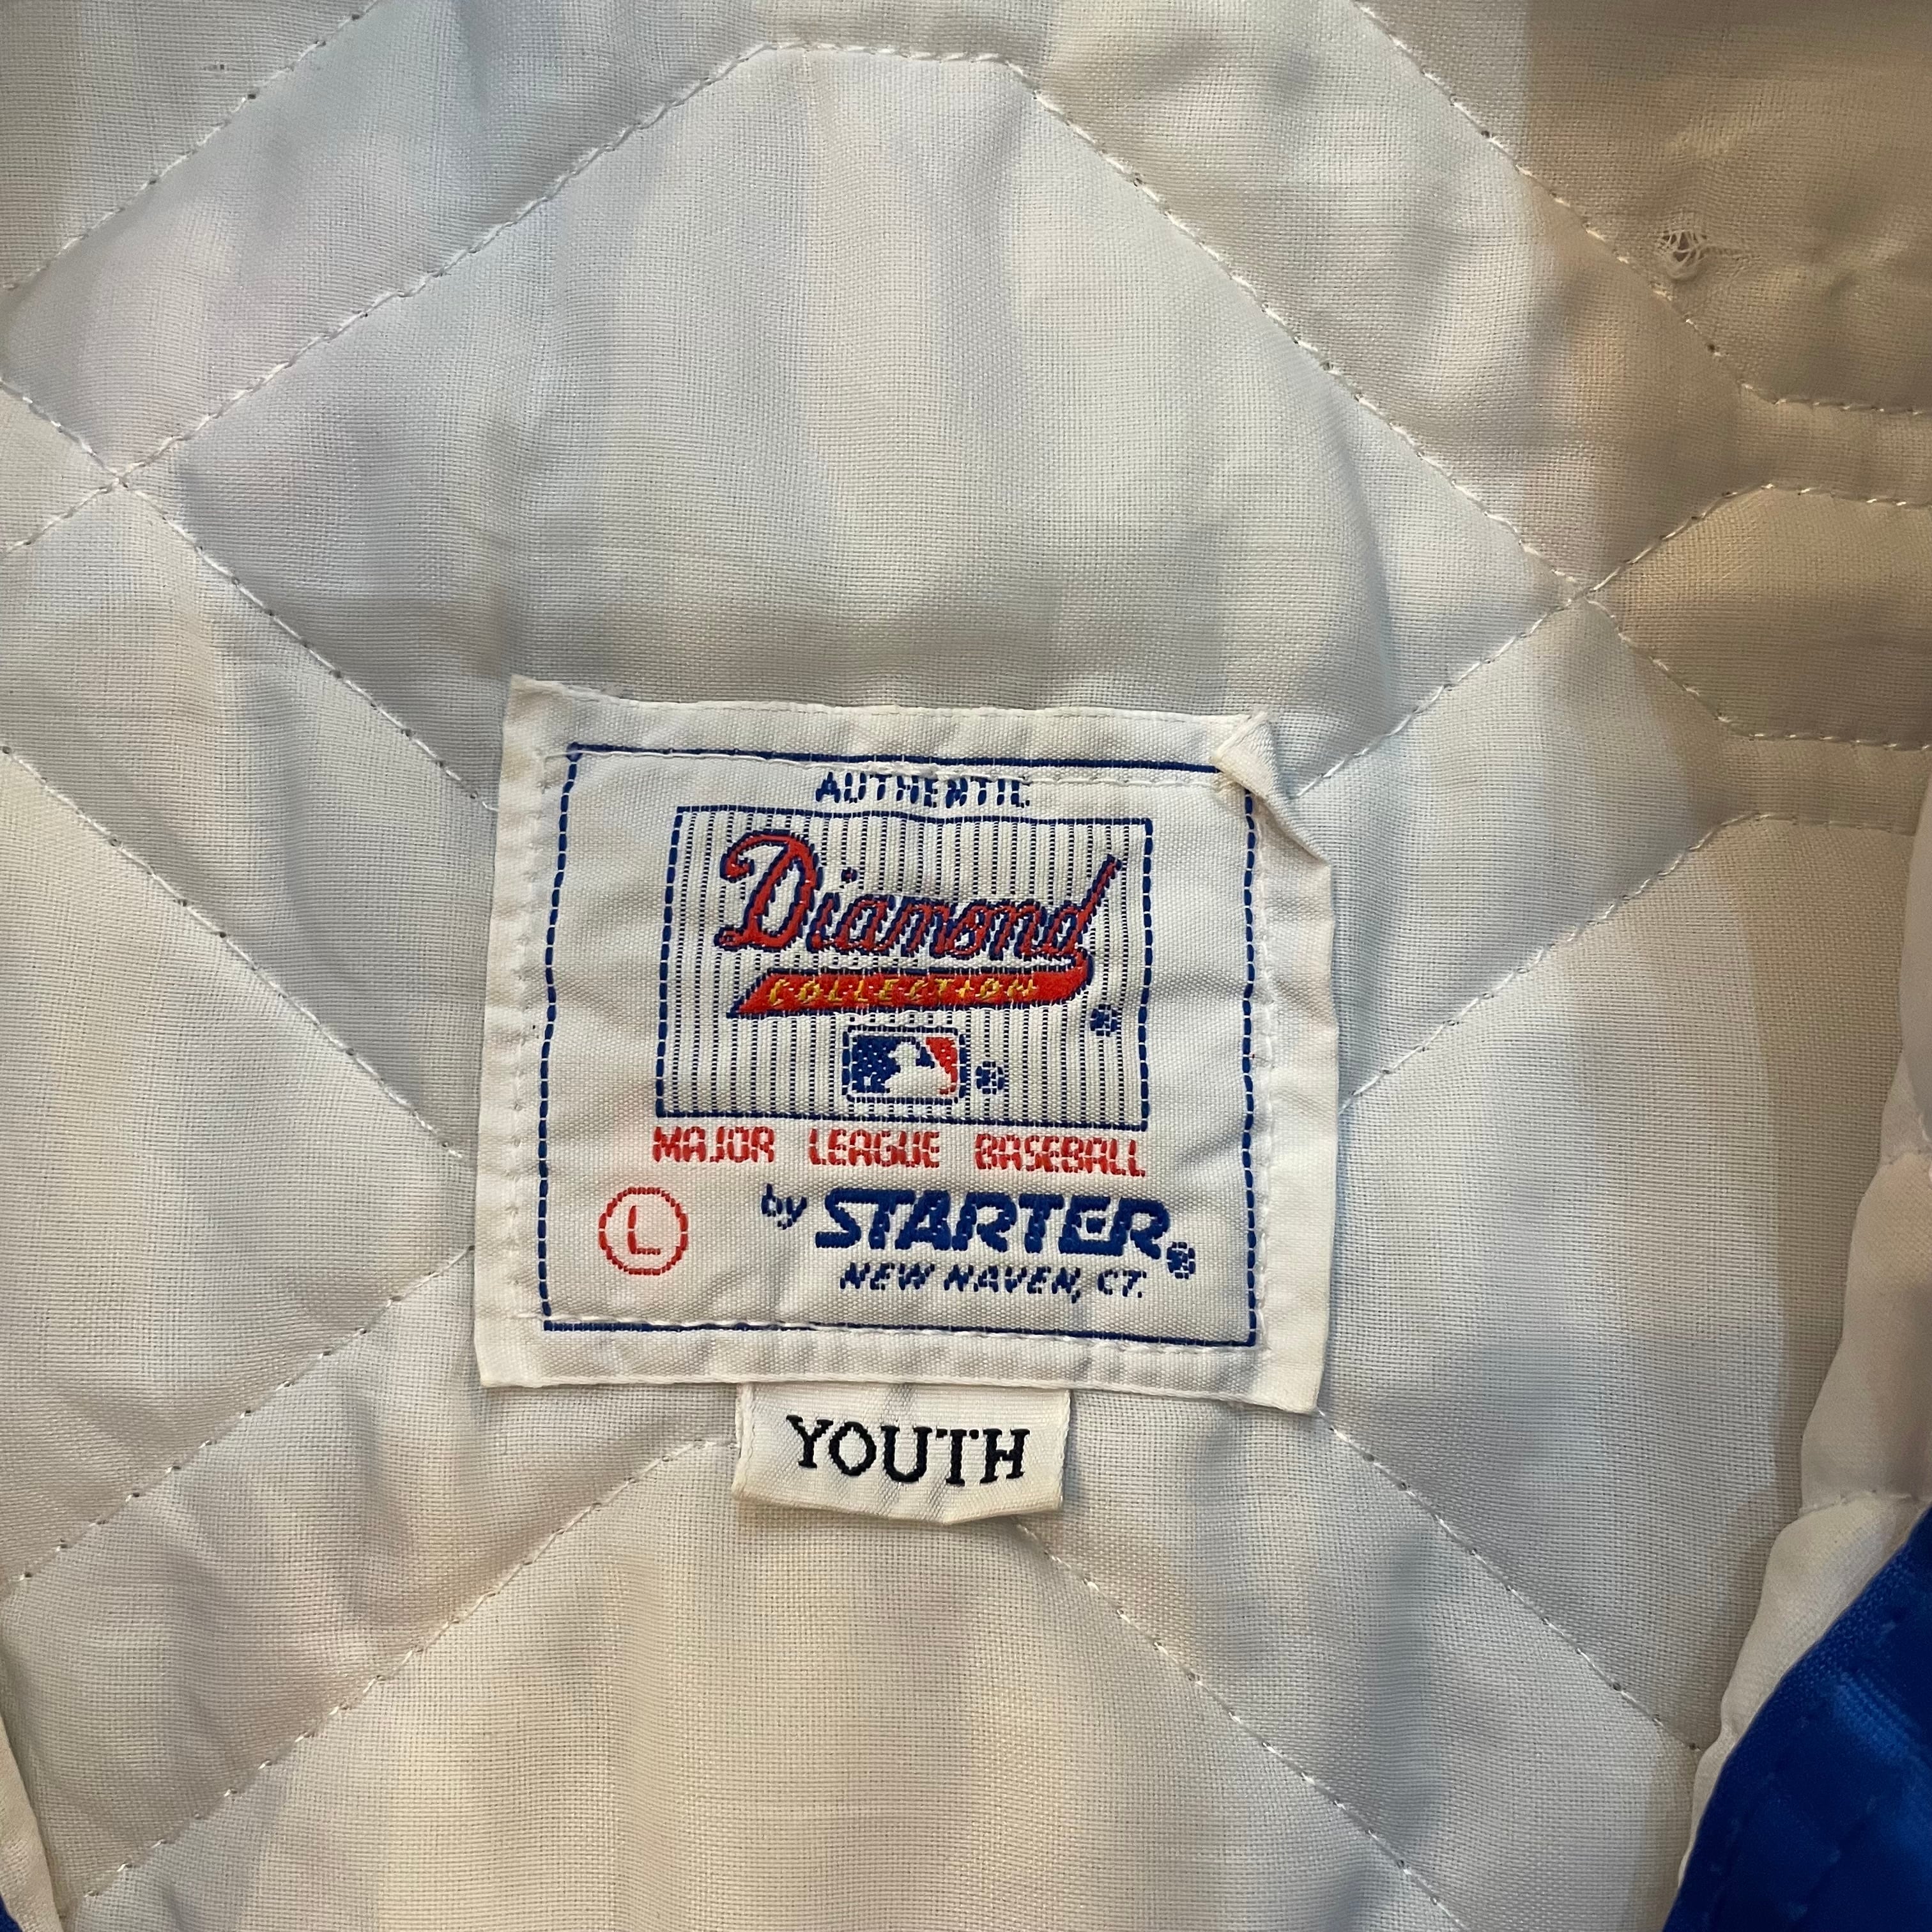 AUTHENTIC
Diamond
COLLECTION
®
®
MAJOR LEAGUE BASEBALL
L
by STARTER®
NEW HAVEN, CT.
YOUTH